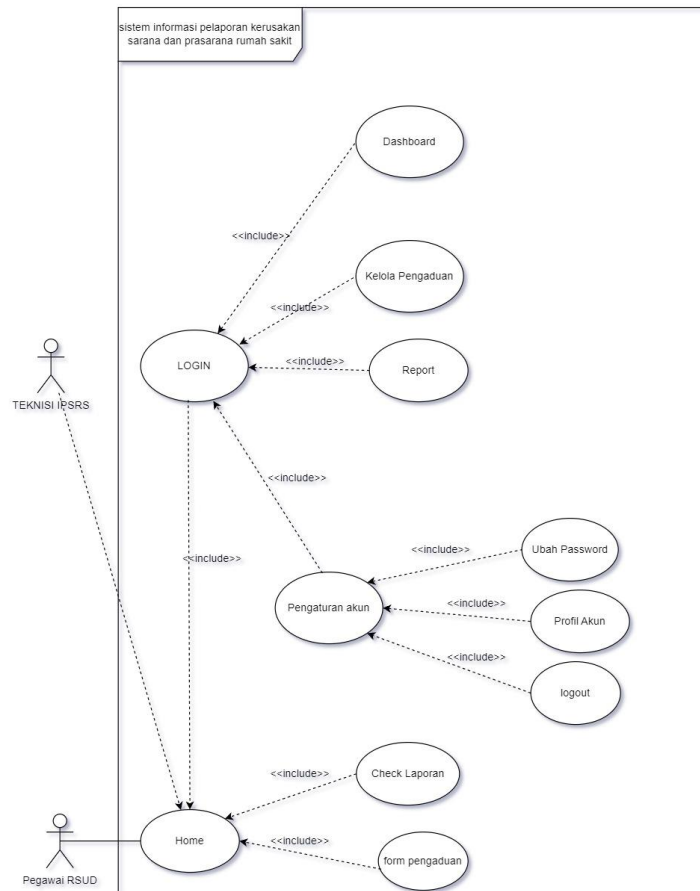 sistem informasi pelaporan kerusakan
sarana dan prasarana rumah sakit
Dashboard
<<include>>
Kelola Pengaduan
<<include>>
LOGIN
<<include>>
Report
TEKNISI IPSRS
<<include>>
Ubah Password
<<include>>
<<include>>
Pengaturan akun
<<include>>
Profil Akun
<<include>>
logout
<<include>>
Check Laporan
Home
<<include>>
form pengaduan
Pegawai RSUD